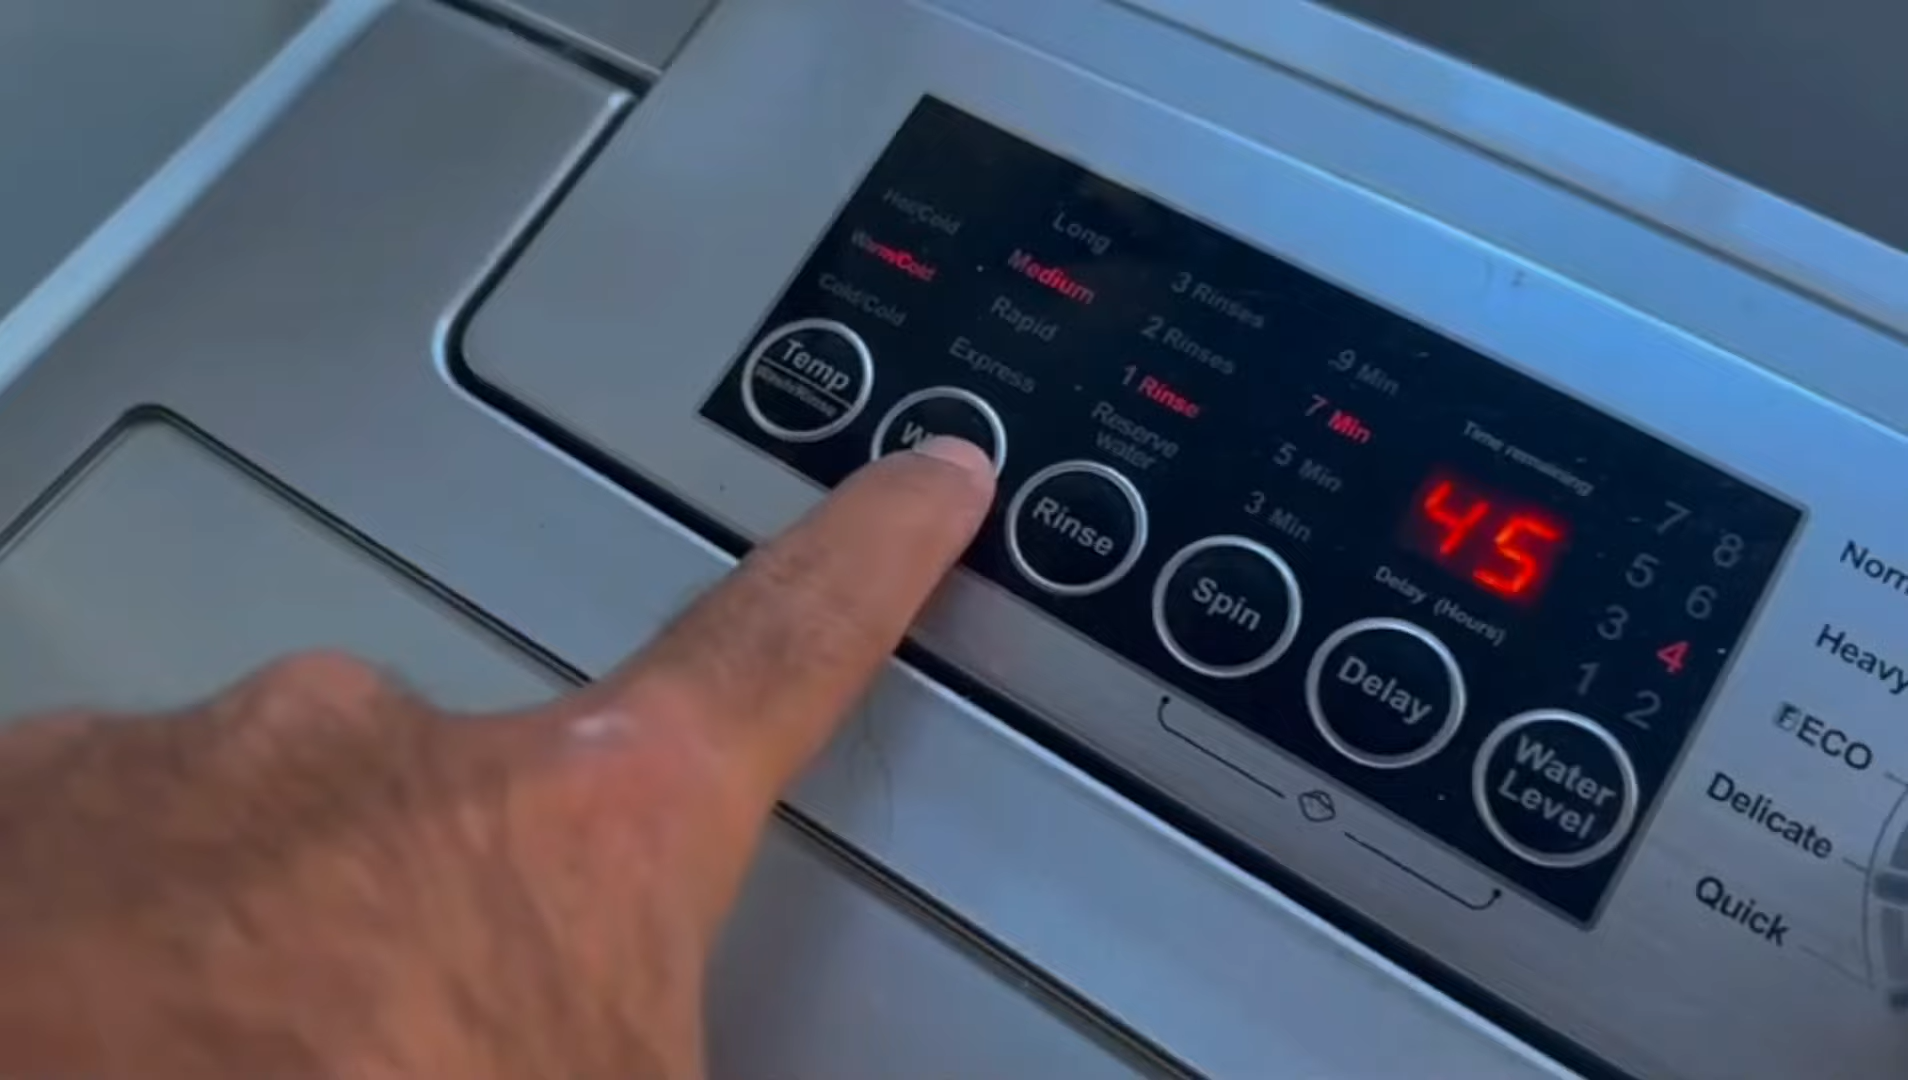 Hot/Cold
Warm/Cold
Cold/Cold
Temp
Wash/Rinse
Long
Medium
Rapid
Express
3 Rinses
2 Rinses
1 Rinse
Reserve
water
Rinse
9 Min
7 Min
5 Min
3 Min
Spin
Time remaining
45
Delay (Hours)
Delay
7 8
5 6
3 4
1 2
Water
Level
Heavy
ECO
Delicate
Quick